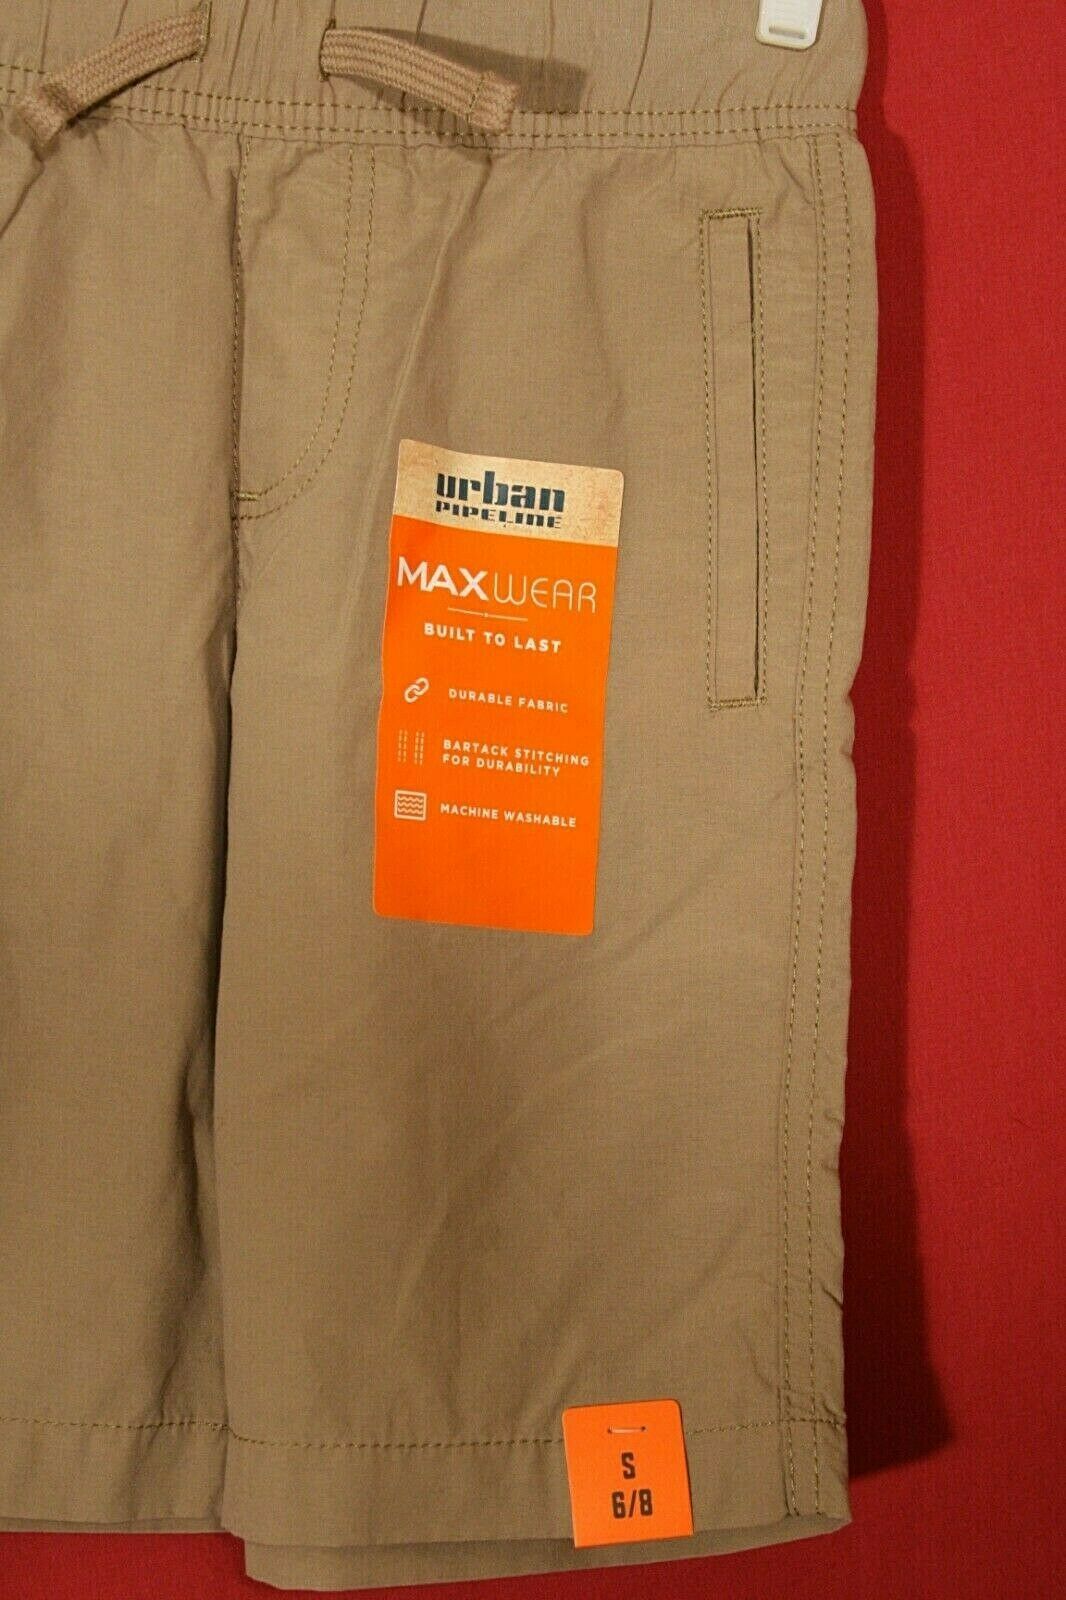 urban
PIPELINE
MAXWEAR
BUILT TO LAST
DURABLE FABRIC
BARTACK STITCHING
FOR DURABILITY
MACHINE WASHABLE
S
6/8